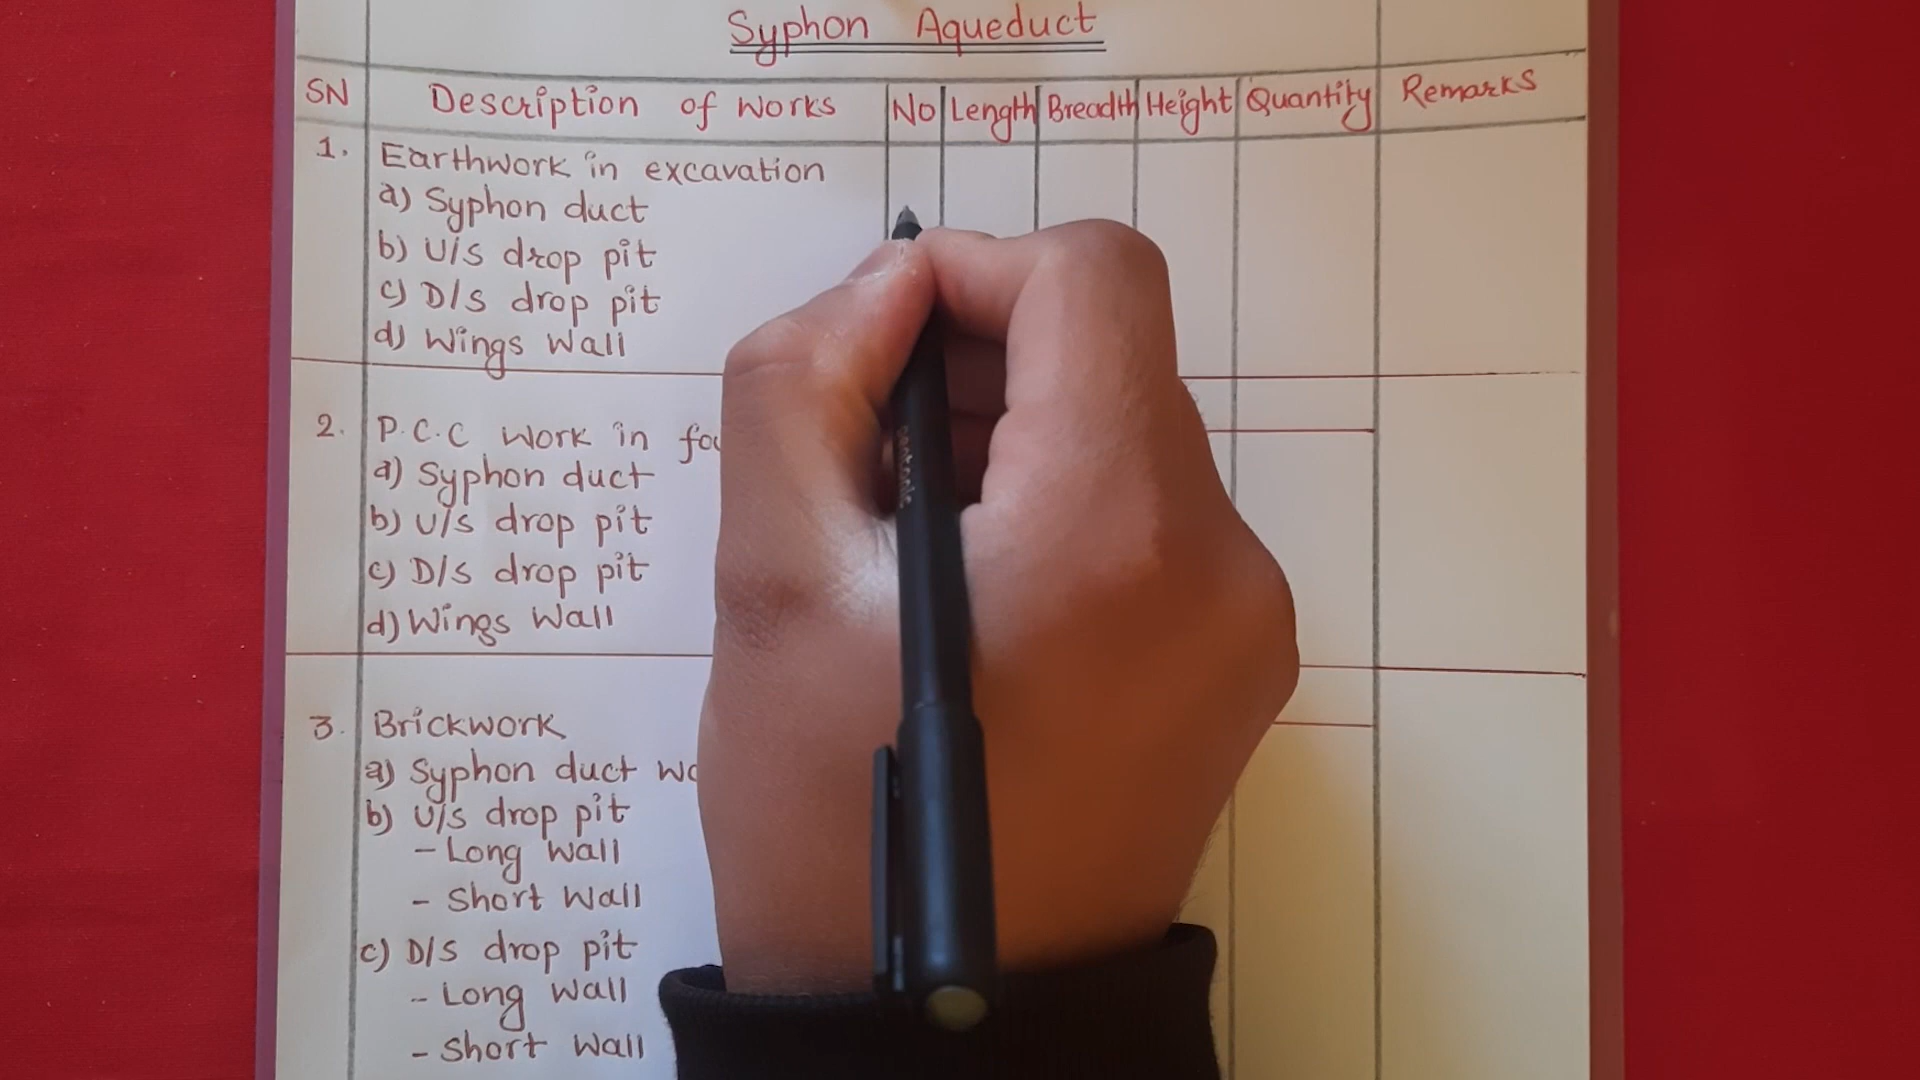 Syphon Aqueduct
SN Description of Works No Length Breadth Height Quantity Remarks
1. Earthwork in excavation
a) Syphon duct
b) U/s drop pit
c) D/s drop pit
d) Wings Wall
2. P.C.C Work in
a) Syphon duct
b) U/s drop pit
c) D/s drop pit
d) Wings Wall
3. Brickwork
a) Syphon duct
b) U/s drop pit
- Long Wall
- Short Wall
c) D/s drop pit
- Long Wall
- Short Wall